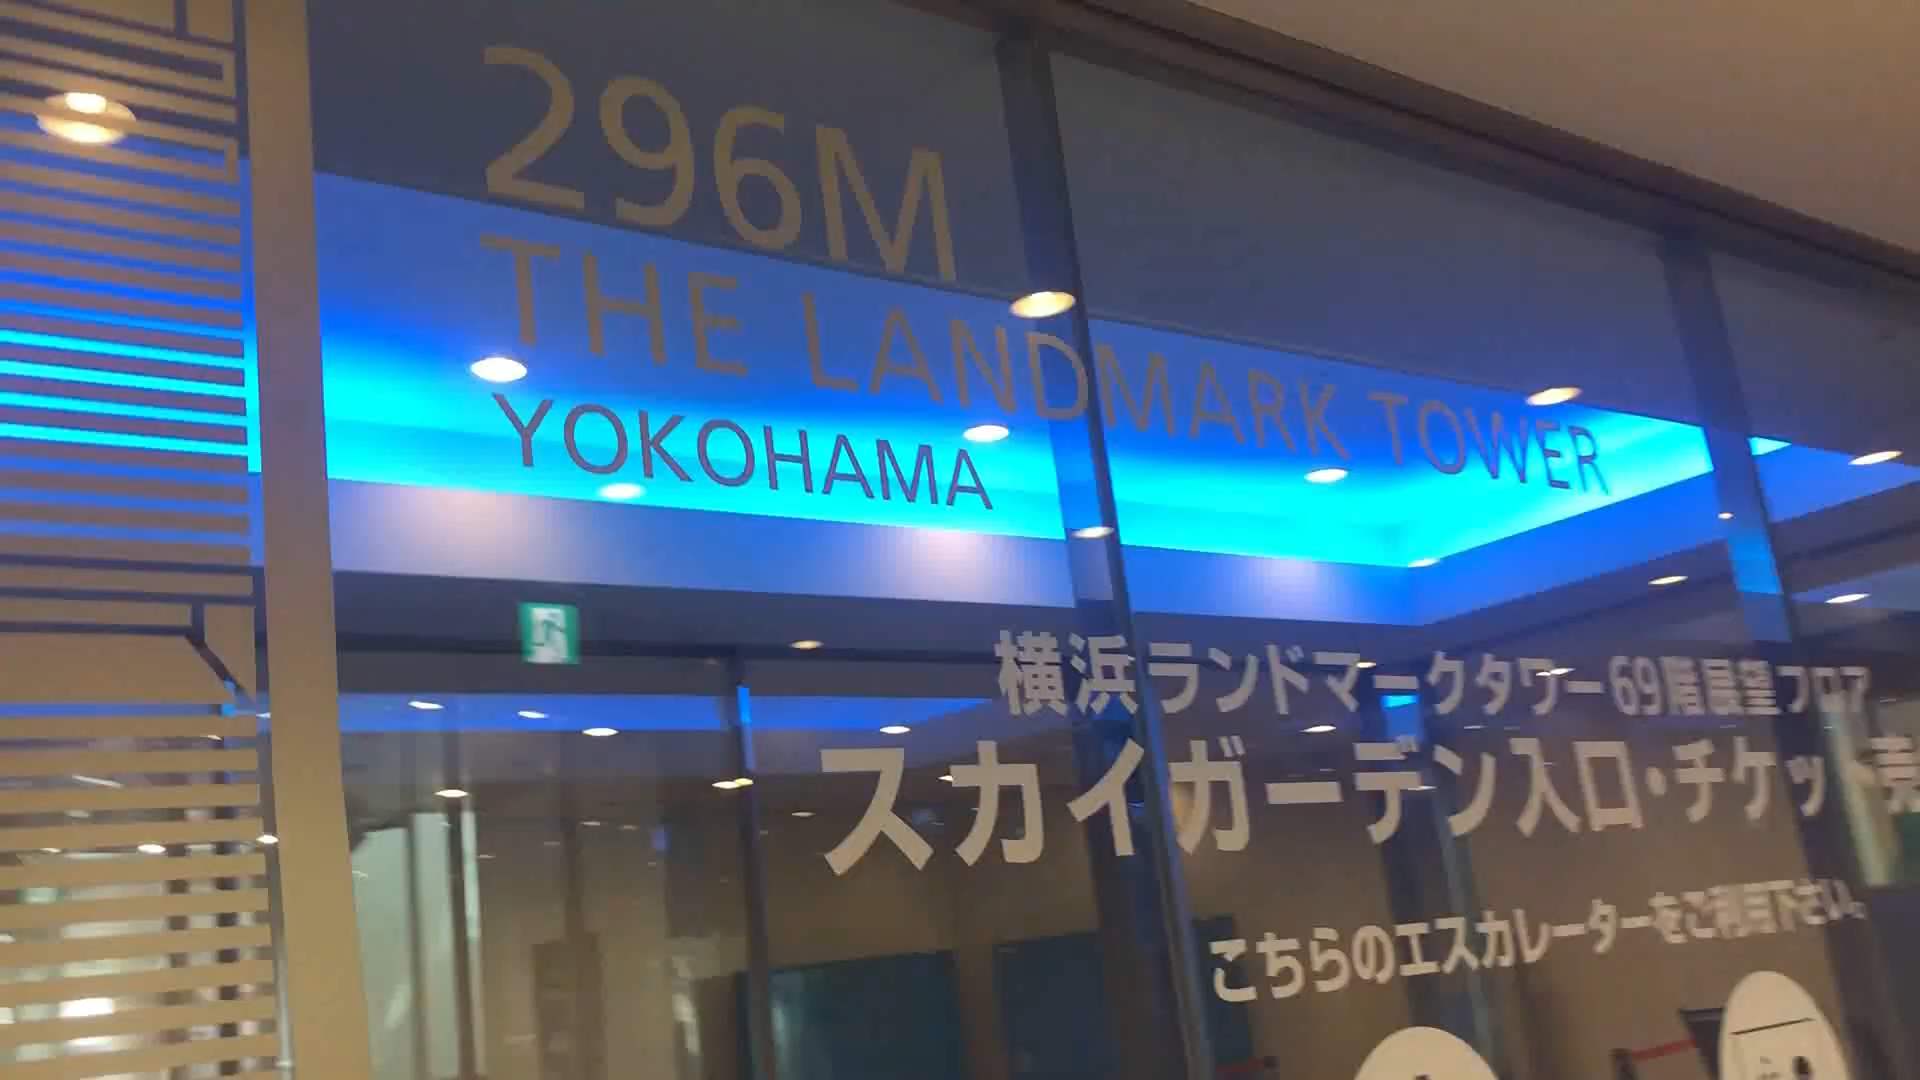 296M
THE LANDMARK TOWER
YOKOHAMA
横浜ランドマークタワー69階展望フロア
スカイガーデン入口・チケット売
こちらのエスカレーターをご利用下さい。